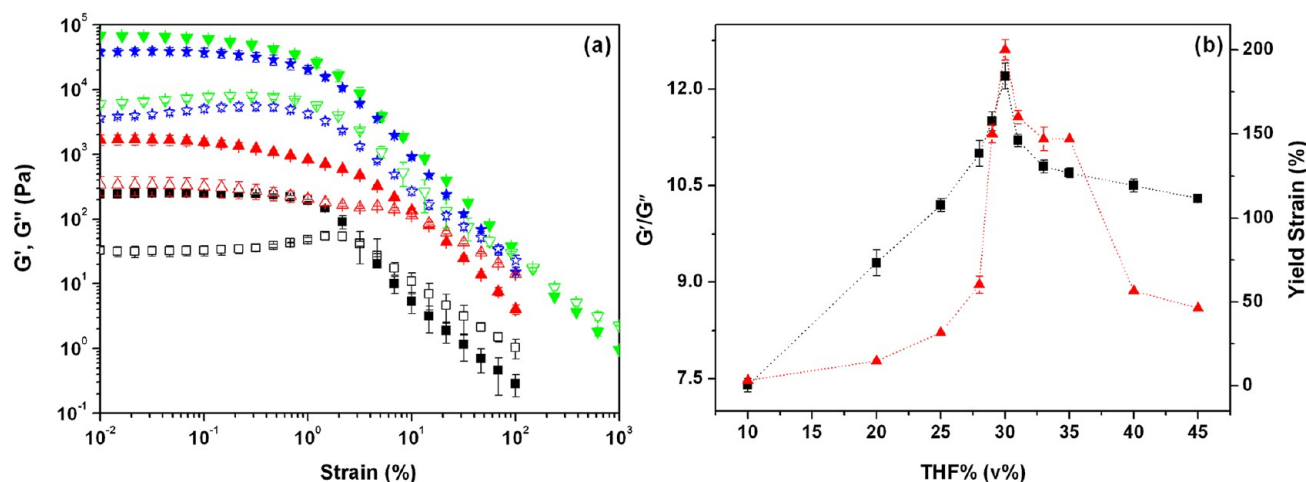 (a)
G', G'' (Pa)
10^5
10^4
10^3
10^2
10^1
10^0
10^-1
10^-2 10^-1 10^0 10^1 10^2 10^3
Strain (%)
(b)
G'/G''
12.0
10.5
9.0
7.5
200
150
100
50
0
Yield Strain (%)
10 15 20 25 30 35 40 45
THF% (v%)